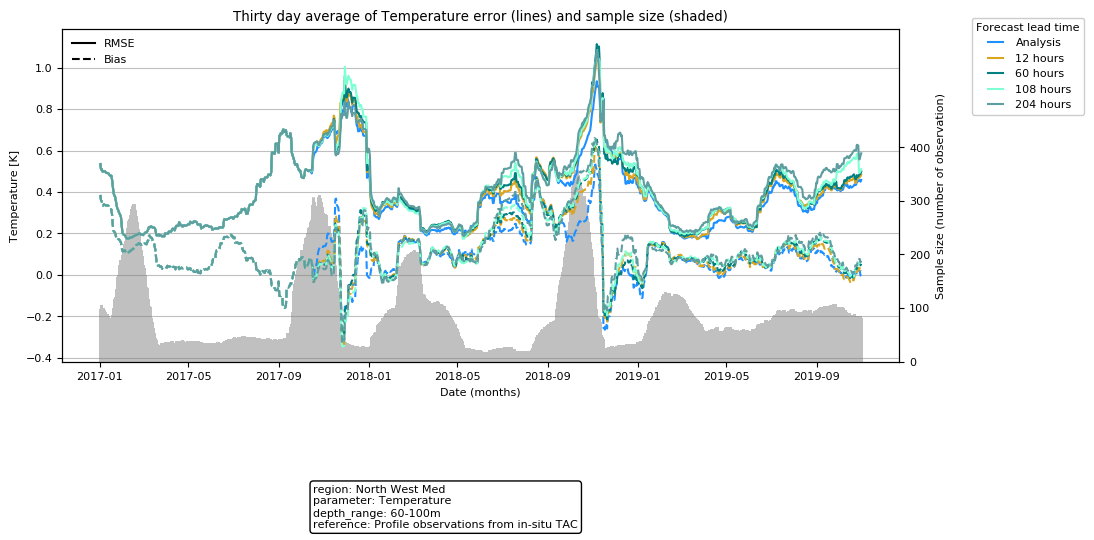 Thirty day average of Temperature error (lines) and sample size (shaded)
RMSE
Bias
Forecast lead time
Analysis
12 hours
60 hours
108 hours
204 hours
Temperature [K]
1.0
0.8
0.6
0.4
0.2
0.0
−0.2
−0.4
400
300
200
100
0
Sample size (number of observation)
2017-01 2017-05 2017-09 2018-01 2018-05 2018-09 2019-01 2019-05 2019-09
Date (months)
region: North West Med
parameter: Temperature
depth_range: 60-100m
reference: Profile observations from in-situ TAC